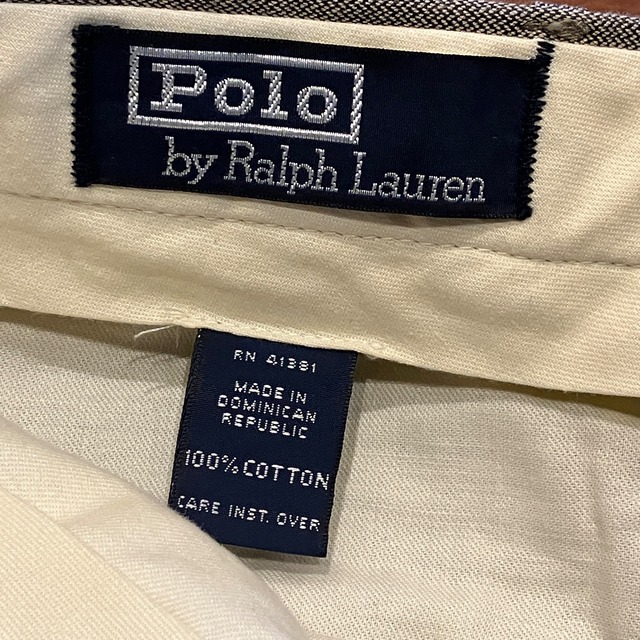 Polo
by Ralph Lauren
RN 41381
MADE IN
DOMINICAN
REPUBLIC
100% COTTON
CARE INST. OVER